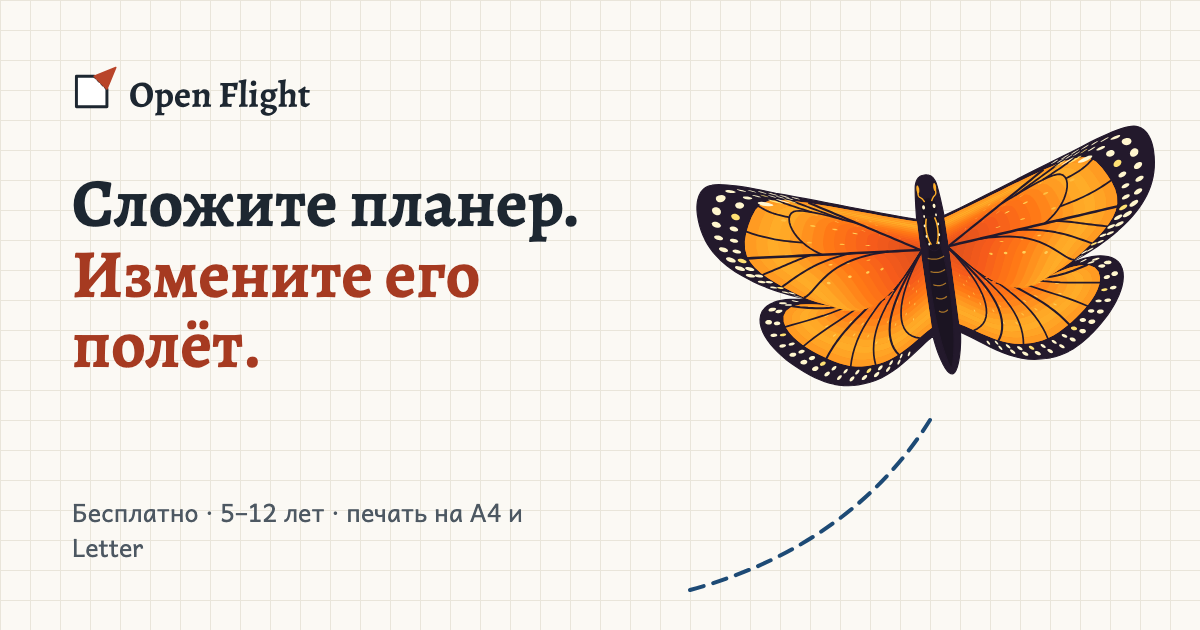 Open Flight
Сложите планер.
Измените его
полёт.
Бесплатно · 5–12 лет · печать на A4 и
Letter